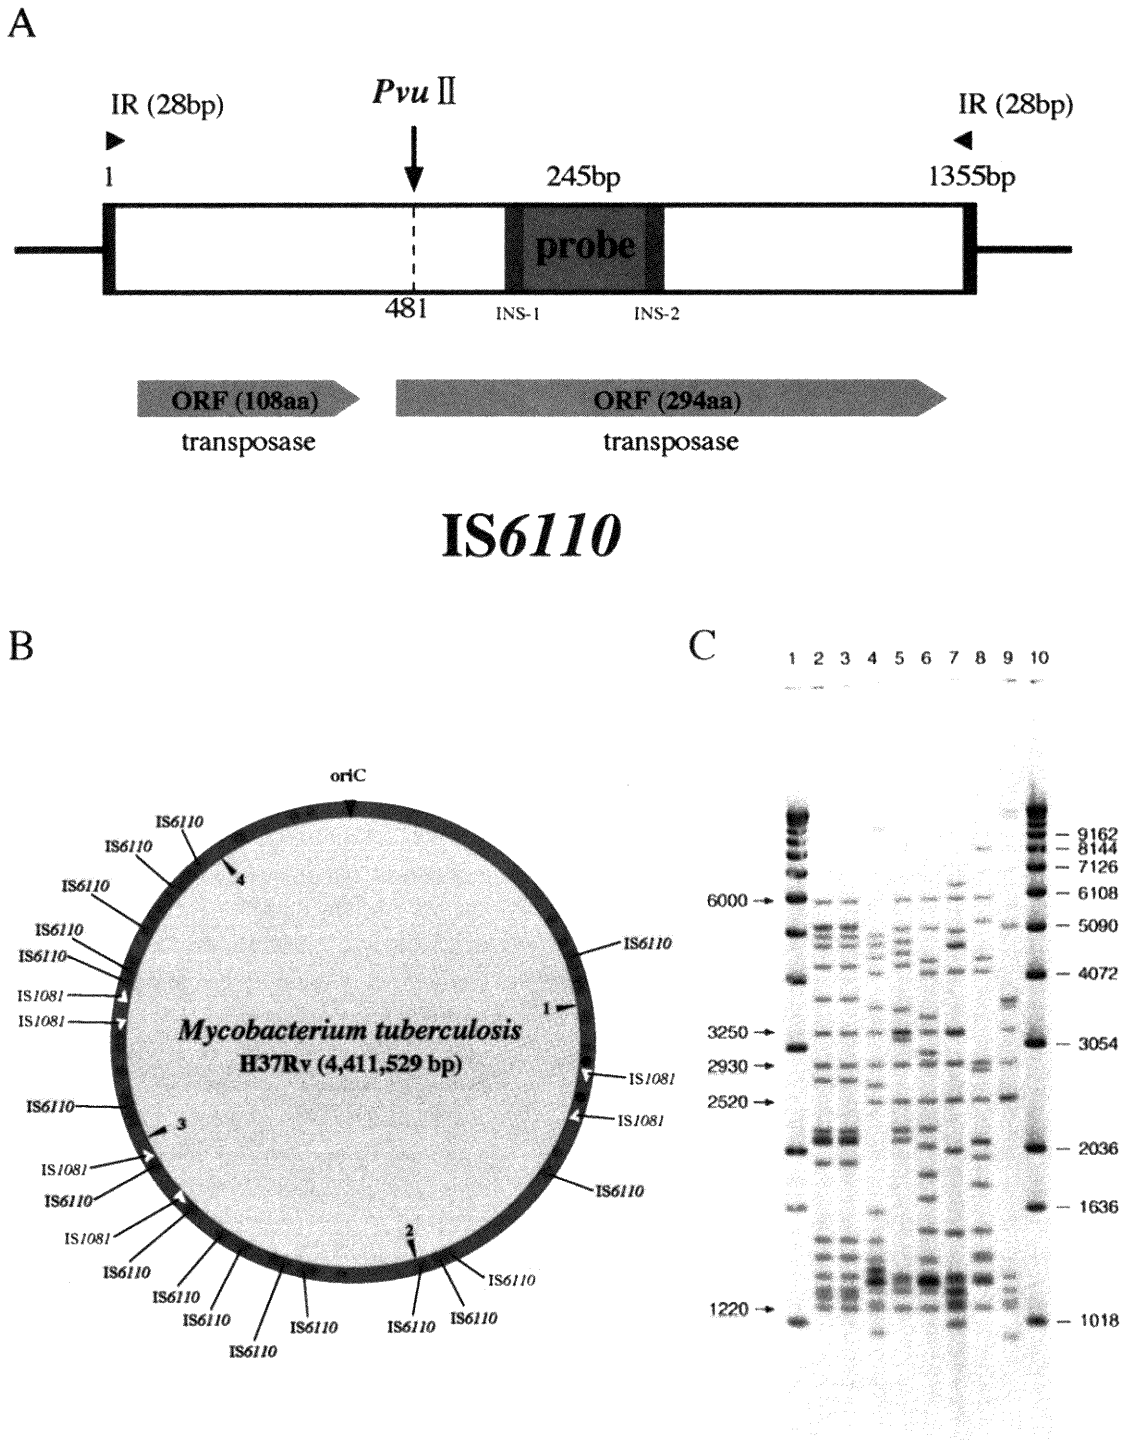 A
Pvu II
IR (28bp)
IR (28bp)
1
245bp
1355bp
probe
481
INS-1
INS-2
ORF (108aa)
ORF (294aa)
transposase
transposase
IS6110
B
oriC
IS6110
IS6110
IS6110
IS6110
IS6110
IS1081
IS1081
IS6110
IS1081
IS6110
IS1081
IS6110
IS6110
IS6110
IS6110
IS6110
IS6110
IS6110
IS6110
IS6110
IS1081
IS1081
IS6110
1
2
3
4
Mycobacterium tuberculosis
H37Rv (4,411,529 bp)
C
1 2 3 4 5 6 7 8 9 10
6000
3250
2930
2520
1220
9162
8144
7126
6108
5090
4072
3054
2036
1636
1018